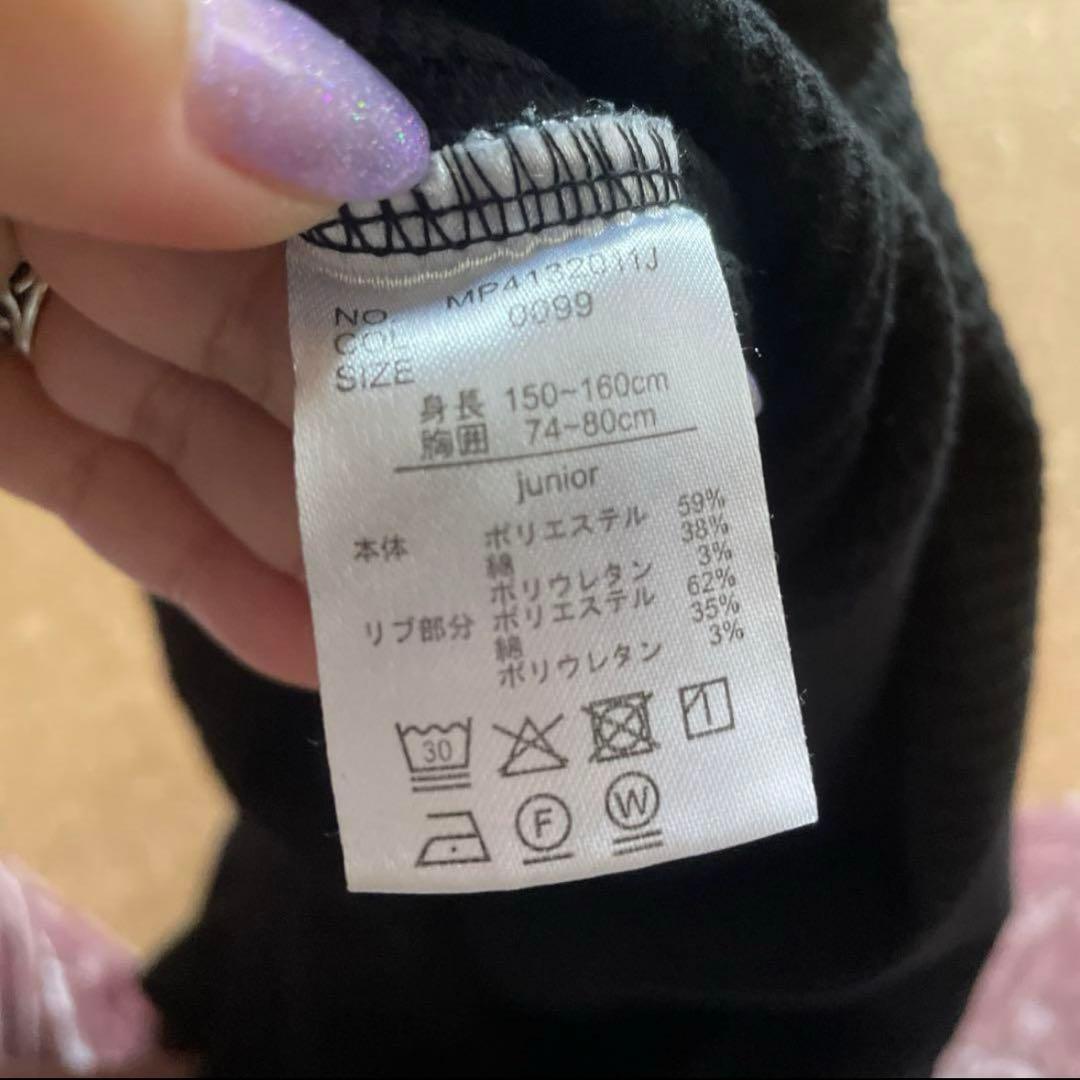 NO MP4132011J
COL 0099
SIZE
身長 150~160cm
胸囲 74~80cm
junior
本体 ポリエステル 59%
綿 38%
ポリウレタン 3%
リブ部分 ポリエステル 62%
綿 35%
ポリウレタン 3%
30
F
W